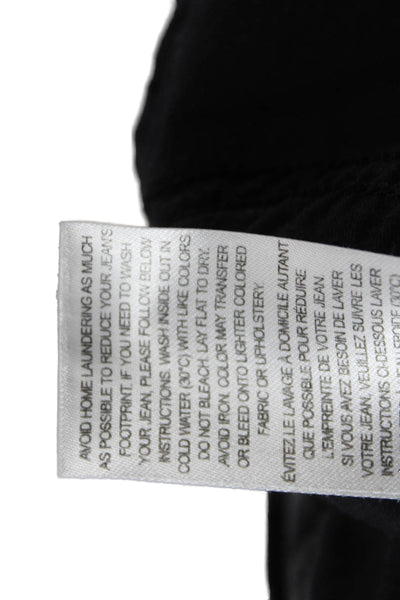 AVOID HOME LAUNDERING AS MUCH
AS POSSIBLE TO REDUCE YOUR JEAN'S
FOOTPRINT. IF YOU NEED TO WASH
YOUR JEAN, PLEASE FOLLOW BELOW
INSTRUCTIONS. WASH INSIDE OUT IN
COLD WATER (30°C) WITH LIKE COLORS
DO NOT BLEACH. LAY FLAT TO DRY.
AVOID IRON. COLOR MAY TRANSFER
OR BLEED ONTO LIGHTER COLORED
FABRIC OR UPHOLSTERY.
ÉVITEZ LE LAVAGE À DOMICILE AUTANT
QUE POSSIBLE POUR RÉDUIRE
L'EMPREINTE DE VOTRE JEAN.
SI VOUS AVEZ BESOIN DE LAVER
VOTRE JEAN, VEUILLEZ SUIVRE LES
INSTRUCTIONS CI-DESSOUS LAVER
(30°C)